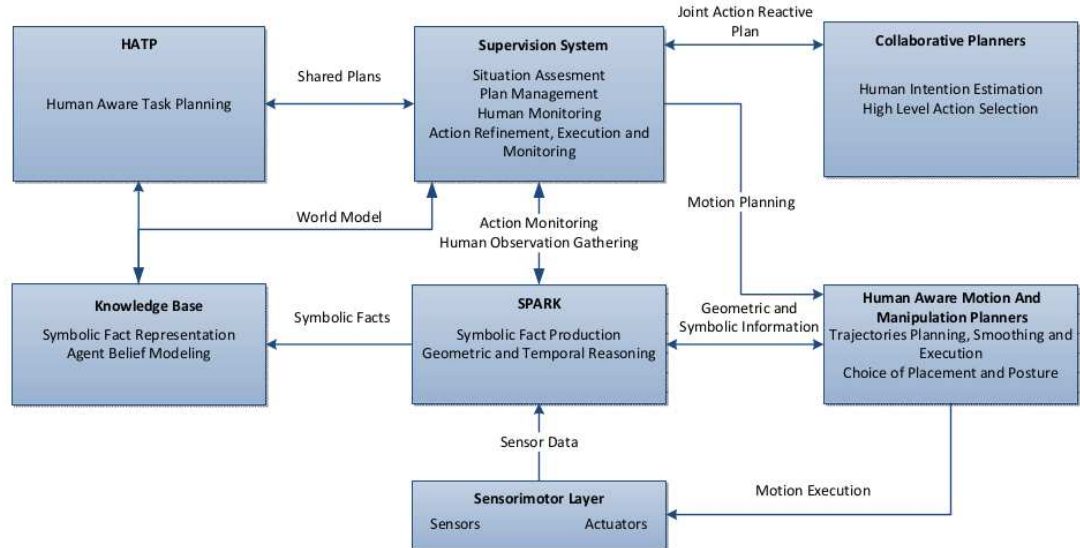 HATP
Human Aware Task Planning
Shared Plans
Supervision System
Situation Assesment
Plan Management
Human Monitoring
Action Refinement, Execution and
Monitoring
Joint Action Reactive
Plan
Collaborative Planners
Human Intention Estimation
High Level Action Selection
World Model
Action Monitoring
Human Observation Gathering
Motion Planning
Knowledge Base
Symbolic Fact Representation
Agent Belief Modeling
Symbolic Facts
SPARK
Symbolic Fact Production
Geometric and Temporal Reasoning
Geometric and
Symbolic Information
Human Aware Motion And
Manipulation Planners
Trajectories Planning, Smoothing and
Execution
Choice of Placement and Posture
Sensor Data
Sensorimotor Layer
Sensors
Actuators
Motion Execution